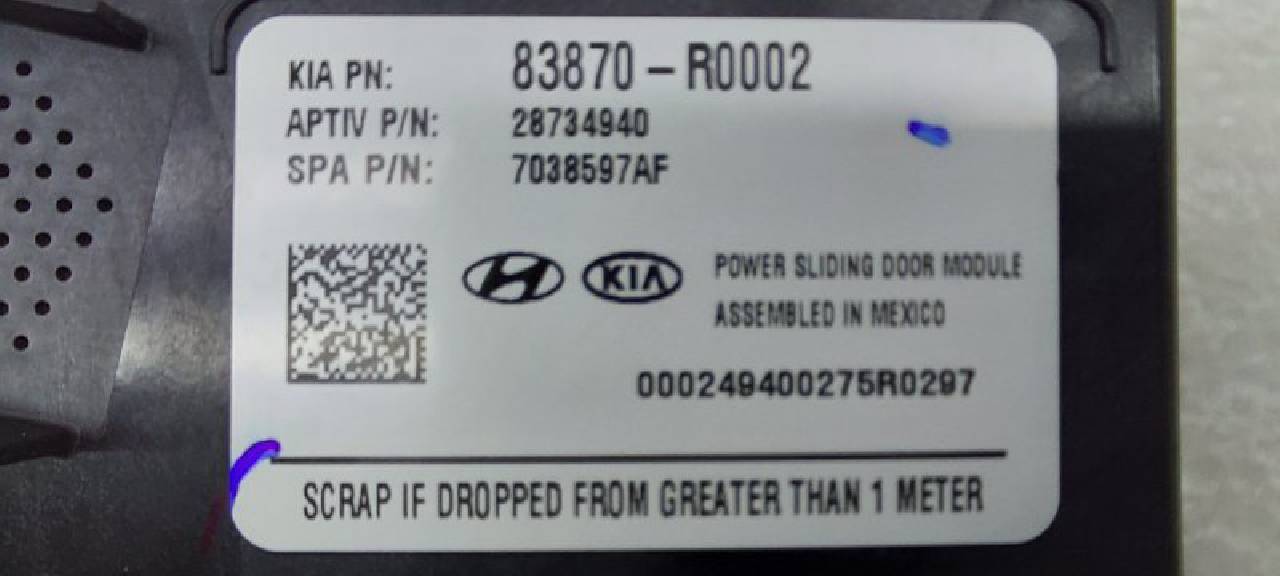 KIA PN: 83870-R0002
APTIV P/N: 28734940
SPA P/N: 7038597AF
KIA
POWER SLIDING DOOR MODULE
ASSEMBLED IN MEXICO
000249400275R0297
SCRAP IF DROPPED FROM GREATER THAN 1 METER